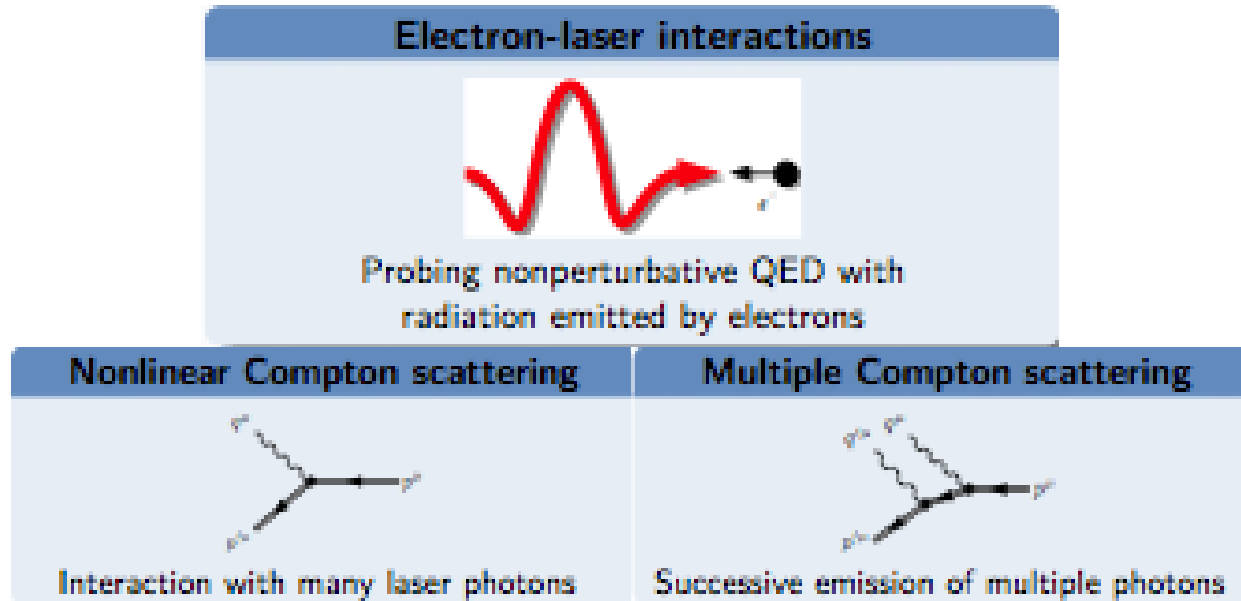 Electron-laser interactions
Probing nonperturbative QED with
radiation emitted by electrons
Nonlinear Compton scattering
Multiple Compton scattering
Interaction with many laser photons
Successive emission of multiple photons